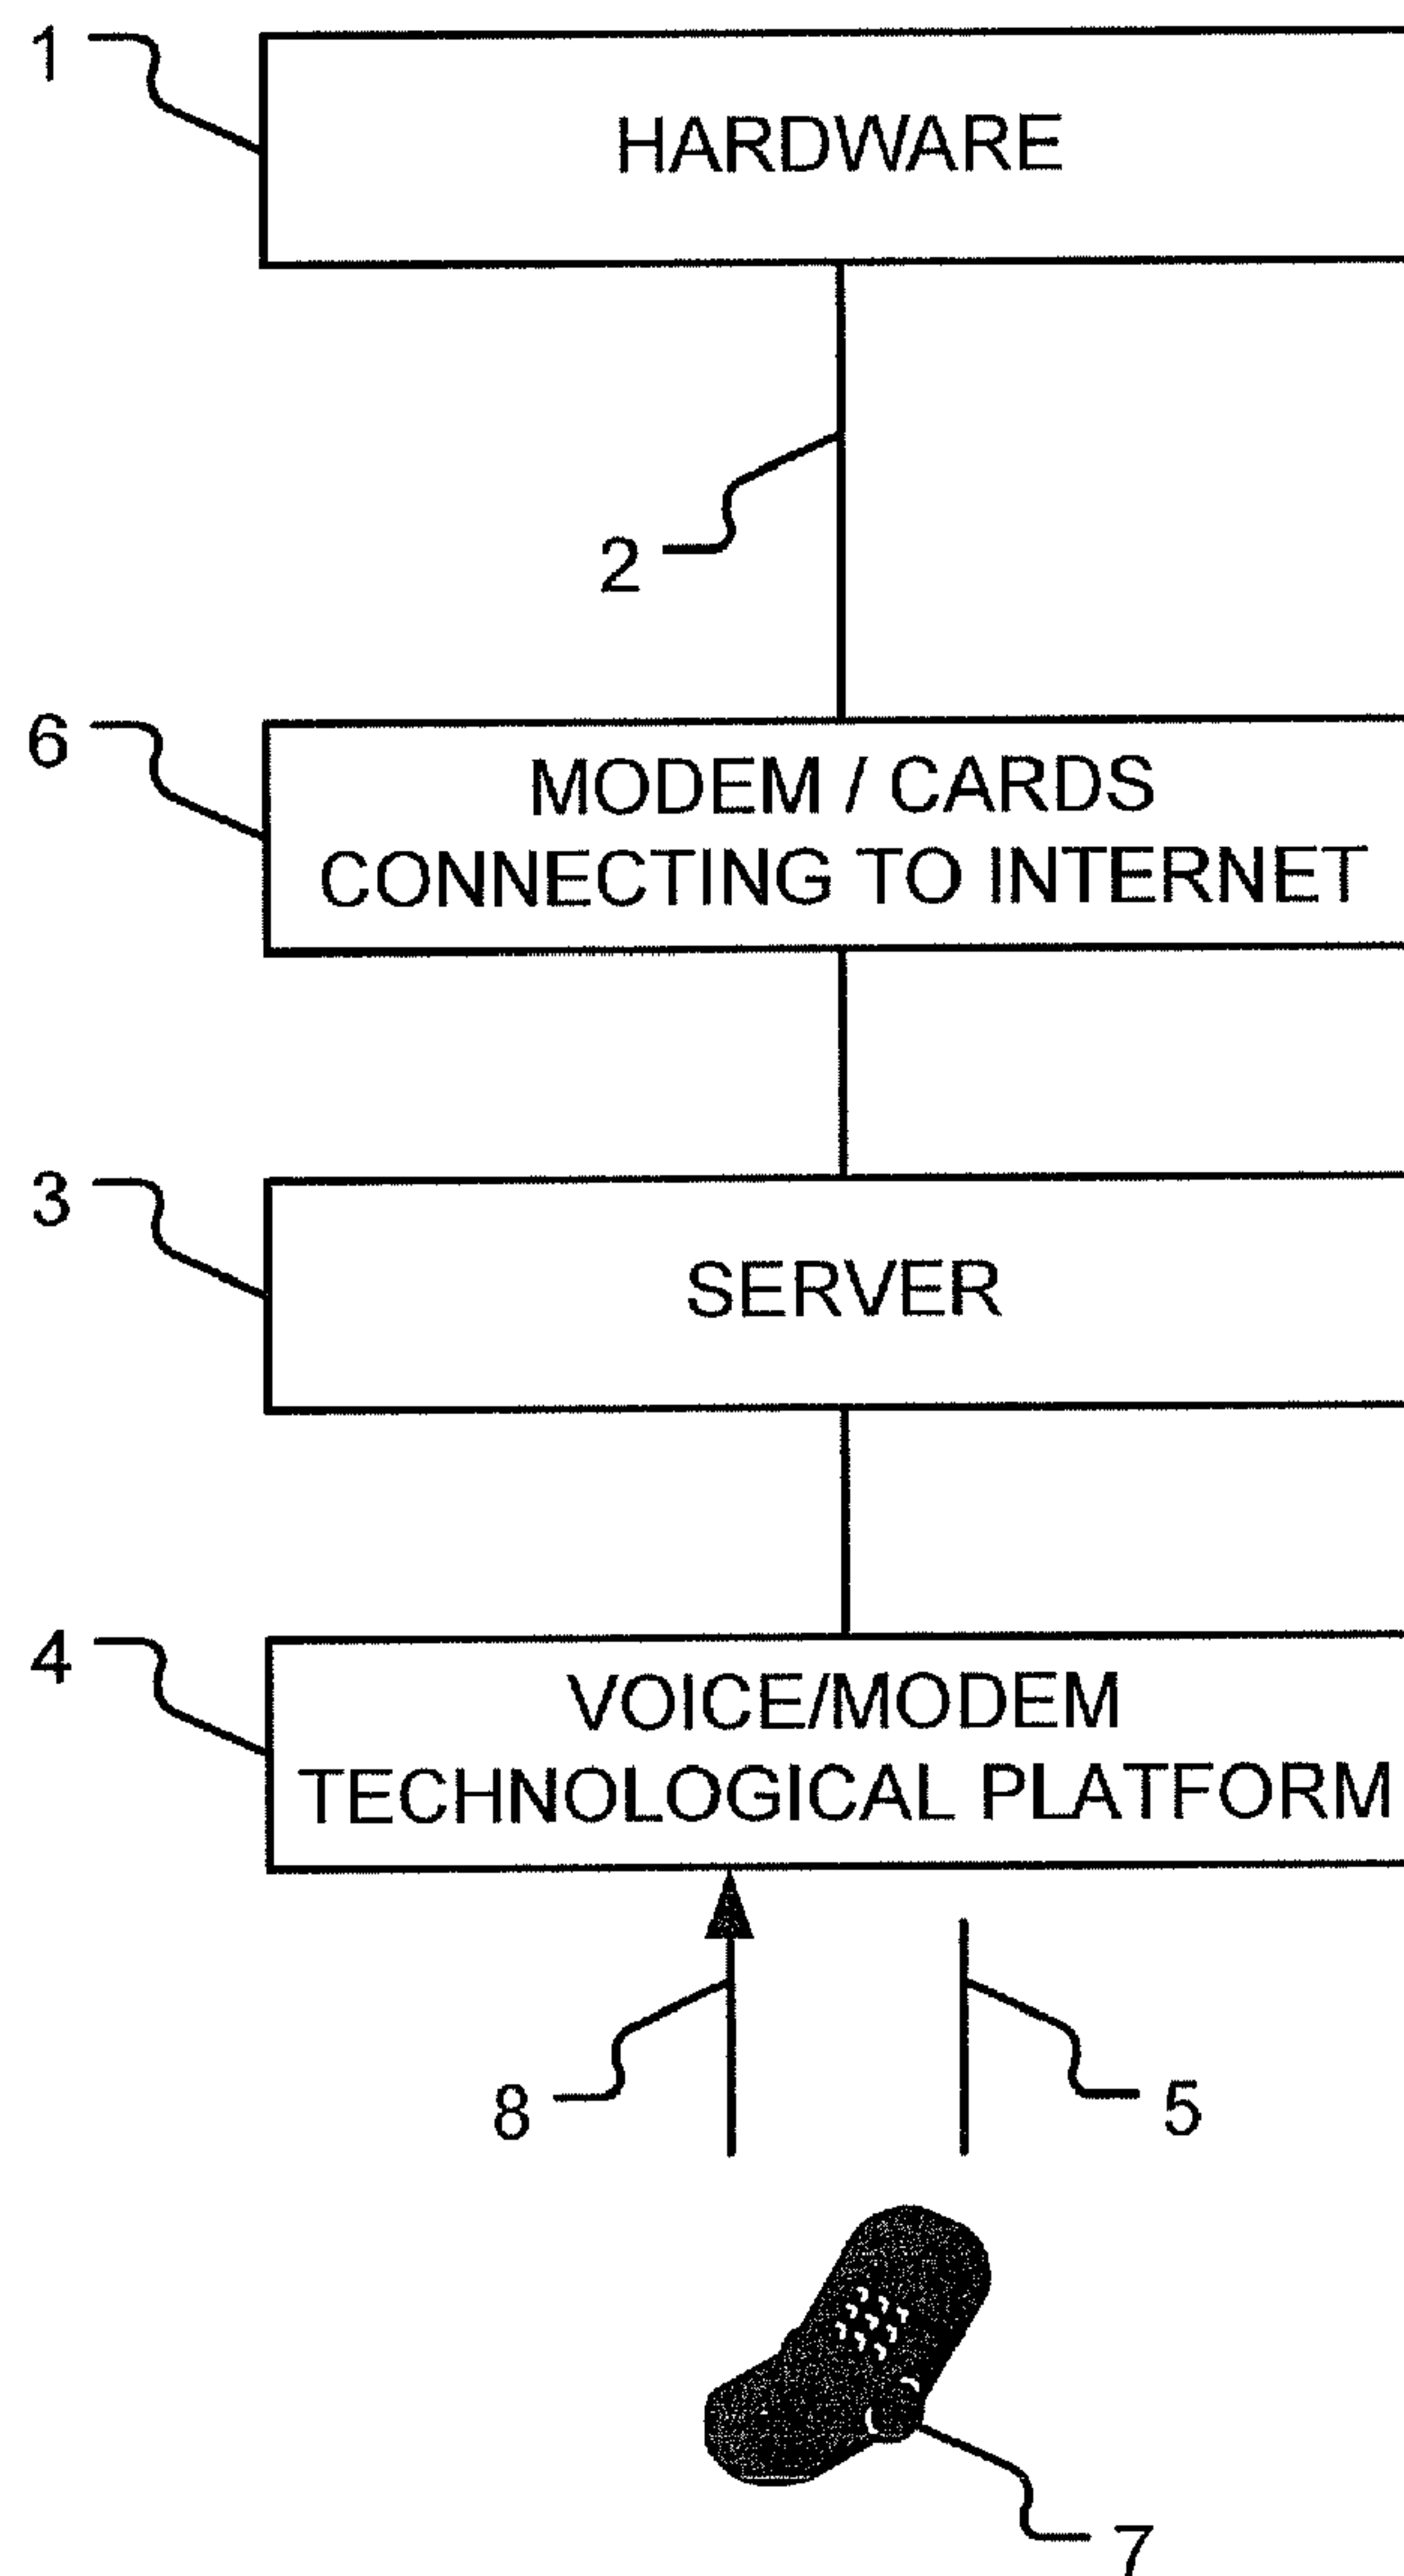 1
HARDWARE
2
6
MODEM / CARDS
CONNECTING TO INTERNET
3
SERVER
4
VOICE/MODEM
TECHNOLOGICAL PLATFORM
8
5
7